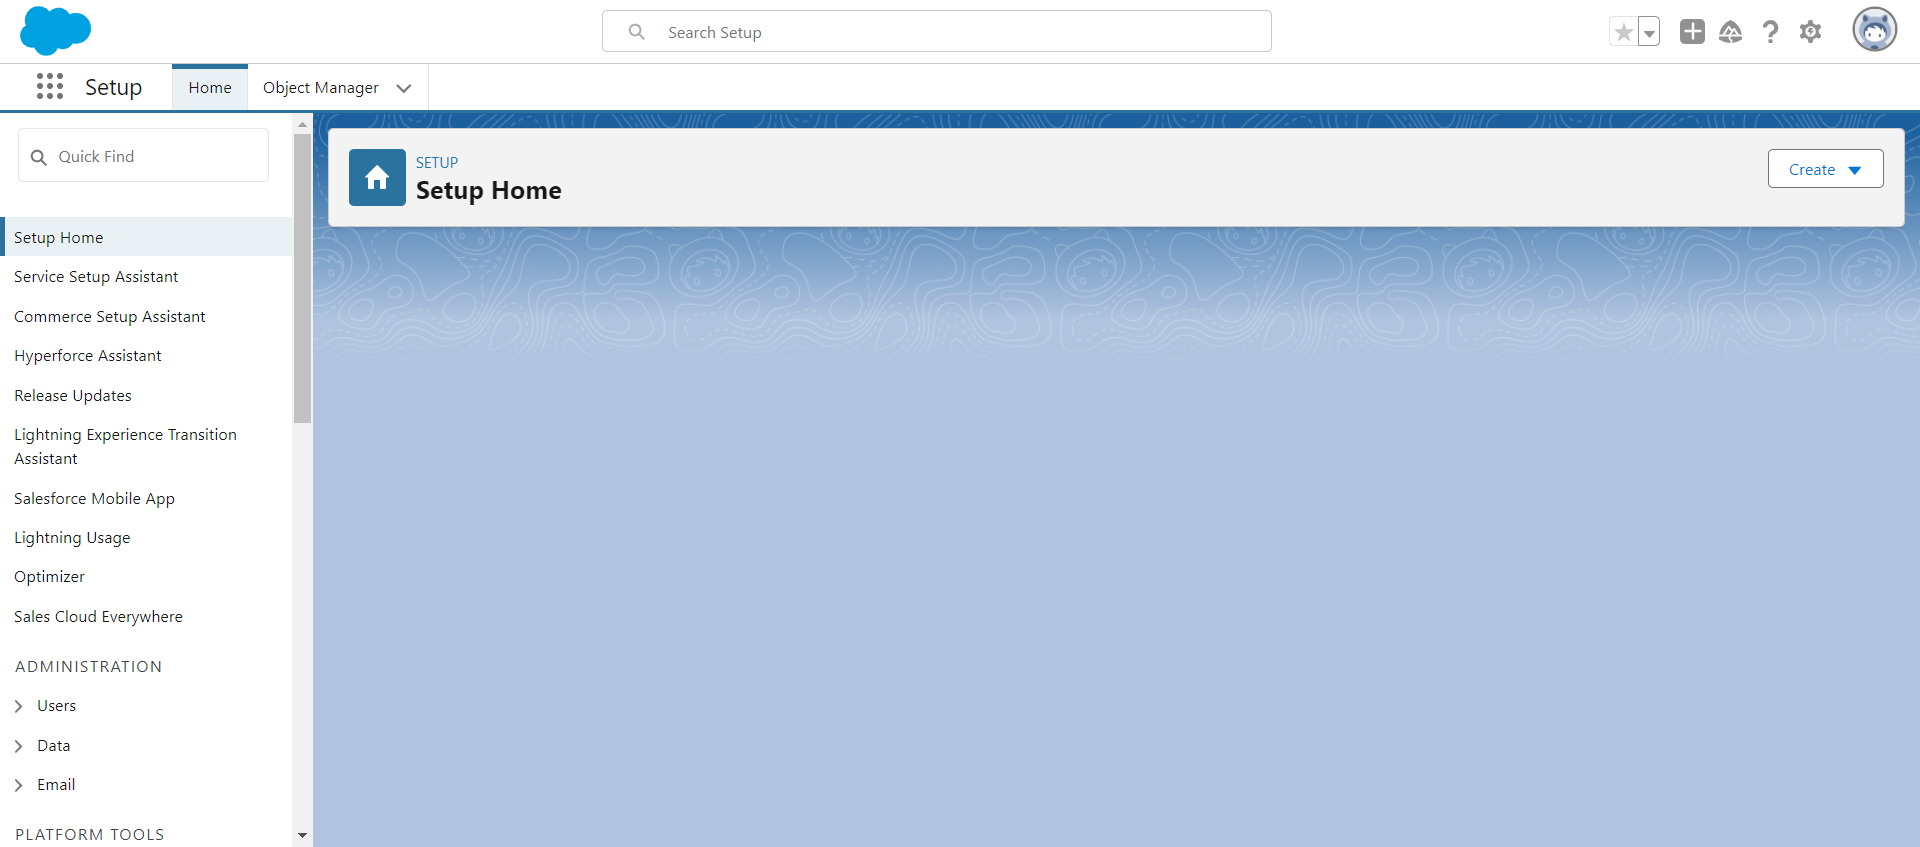 Search Setup
Setup
Home
Object Manager
Quick Find
Setup Home
Service Setup Assistant
Commerce Setup Assistant
Hyperforce Assistant
Release Updates
Lightning Experience Transition
Assistant
Salesforce Mobile App
Lightning Usage
Optimizer
Sales Cloud Everywhere
ADMINISTRATION
Users
Data
Email
PLATFORM TOOLS
SETUP
Setup Home
Create